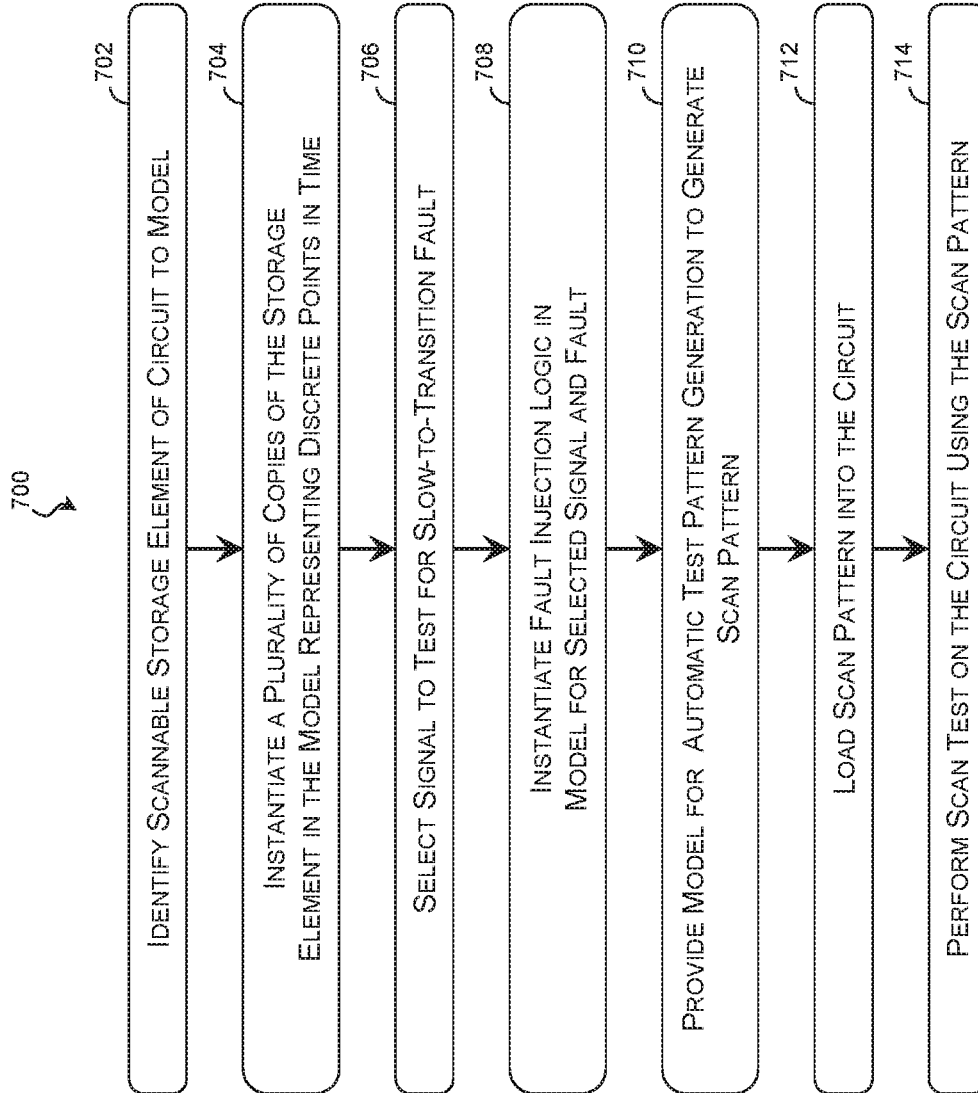 700
702
IDENTIFY SCANNABLE STORAGE ELEMENT OF CIRCUIT TO MODEL
704
INSTANTIATE A PLURALITY OF COPIES OF THE STORAGE
ELEMENT IN THE MODEL REPRESENTING DISCRETE POINTS IN TIME
706
SELECT SIGNAL TO TEST FOR SLOW-TO-TRANSITION FAULT
708
INSTANTIATE FAULT INJECTION LOGIC IN
MODEL FOR SELECTED SIGNAL AND FAULT
710
PROVIDE MODEL FOR AUTOMATIC TEST PATTERN GENERATION TO GENERATE
SCAN PATTERN
712
LOAD SCAN PATTERN INTO THE CIRCUIT
714
PERFORM SCAN TEST ON THE CIRCUIT USING THE SCAN PATTERN